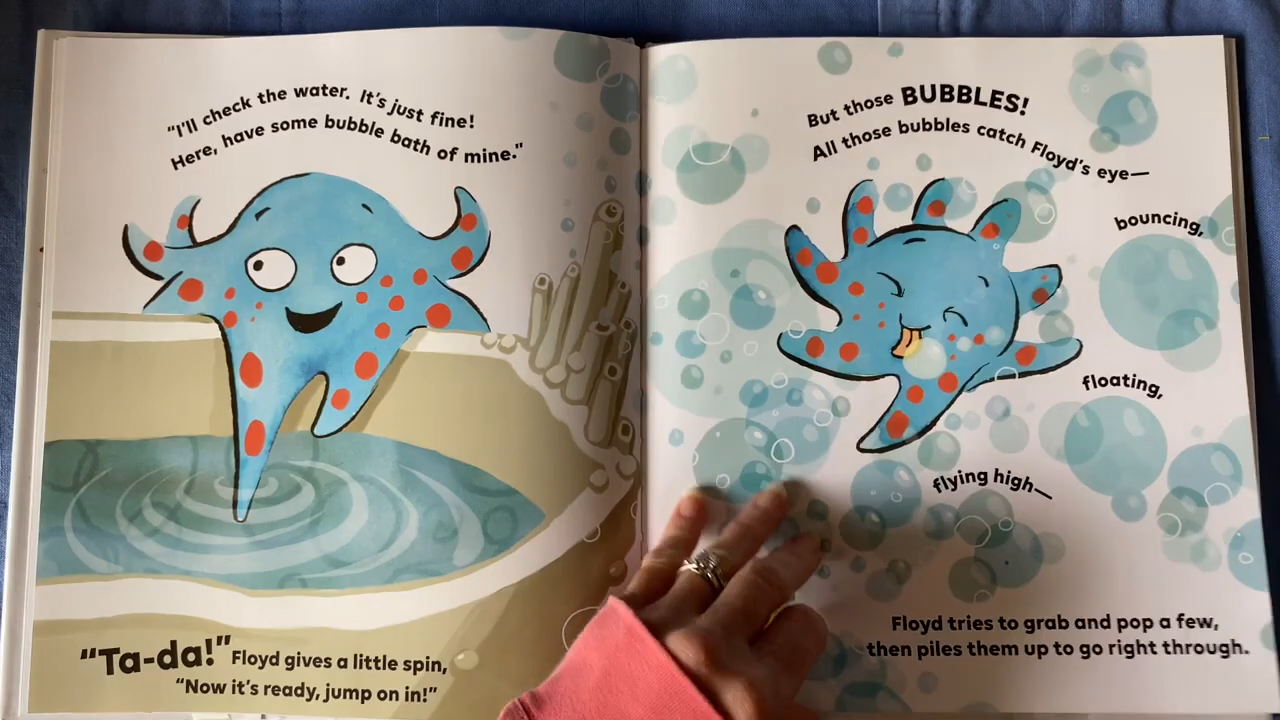 "I'll check the water. It's just fine!
Here, have some bubble bath of mine."
"Ta-da!" Floyd gives a little spin,
"Now it's ready, jump on in!"
But those BUBBLES!
All those bubbles catch Floyd's eye—
bouncing,
floating,
flying high—
Floyd tries to grab and pop a few,
then piles them up to go right through.